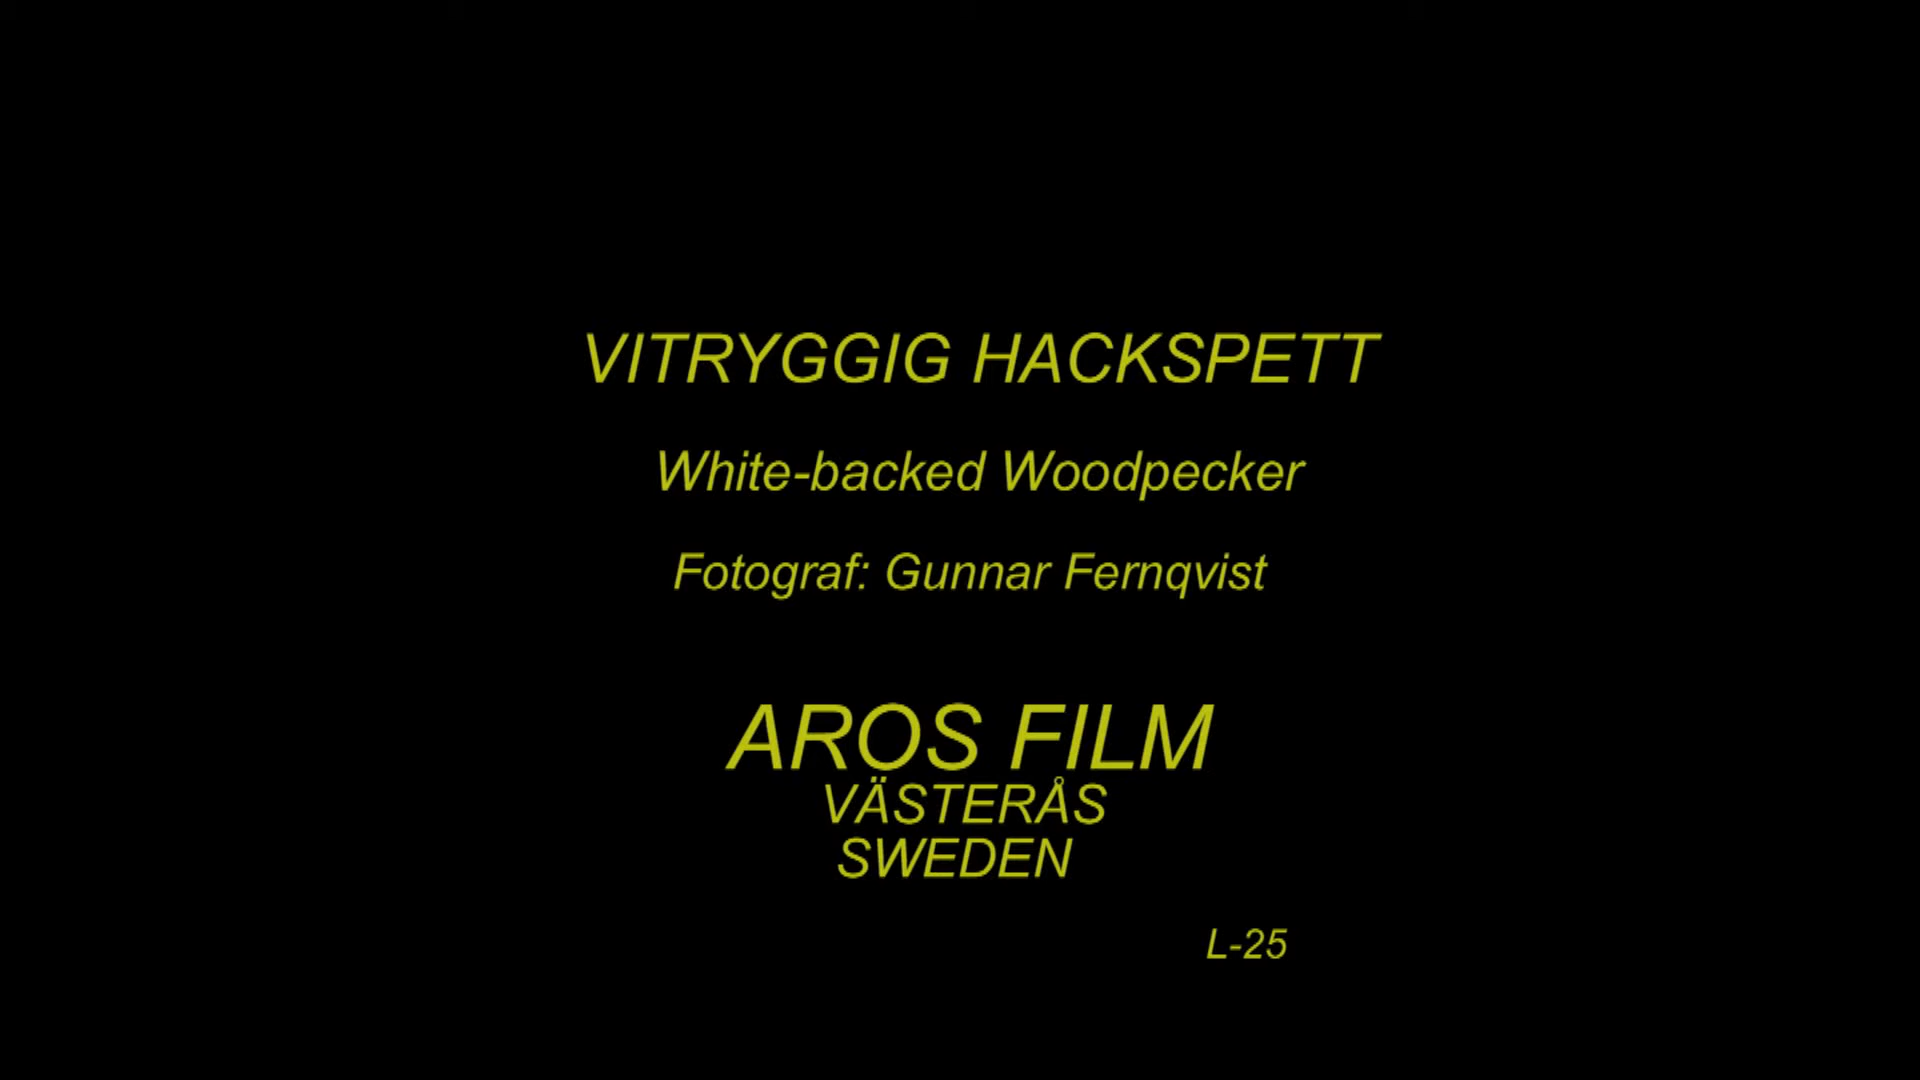 VITRYGGIG HACKSPETT
White-backed Woodpecker
Fotograf: Gunnar Fernqvist
AROS FILM
VÄSTERÅS
SWEDEN
L-25